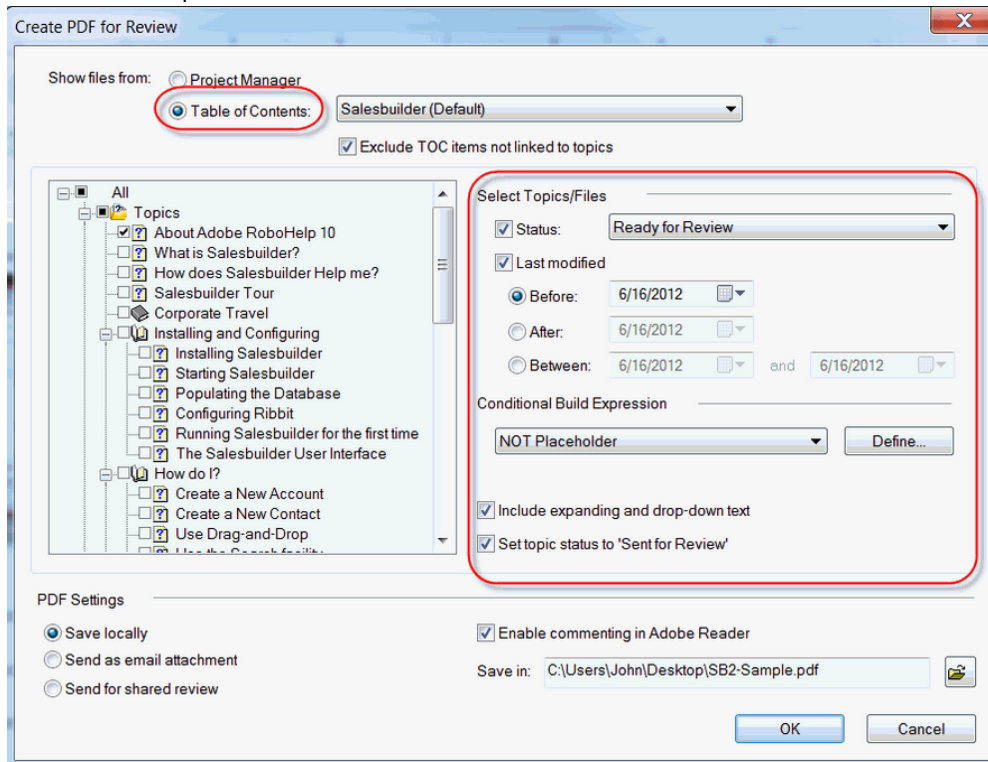 Create PDF for Review
Show files from:
Project Manager
Table of Contents:
Salesbuilder (Default)
Exclude TOC items not linked to topics
All
Topics
About Adobe RoboHelp 10
What is Salesbuilder?
How does Salesbuilder Help me?
Salesbuilder Tour
Corporate Travel
Installing and Configuring
Installing Salesbuilder
Starting Salesbuilder
Populating the Database
Configuring Ribbit
Running Salesbuilder for the first time
The Salesbuilder User Interface
How do I?
Create a New Account
Create a New Contact
Use Drag-and-Drop
Select Topics/Files
Status:
Ready for Review
Last modified
Before:
6/16/2012
After:
6/16/2012
Between:
6/16/2012
and
6/16/2012
Conditional Build Expression
NOT Placeholder
Define...
Include expanding and drop-down text
Set topic status to 'Sent for Review'
PDF Settings
Save locally
Send as email attachment
Send for shared review
Enable commenting in Adobe Reader
Save in:
C:\Users\John\Desktop\SB2-Sample.pdf
OK
Cancel